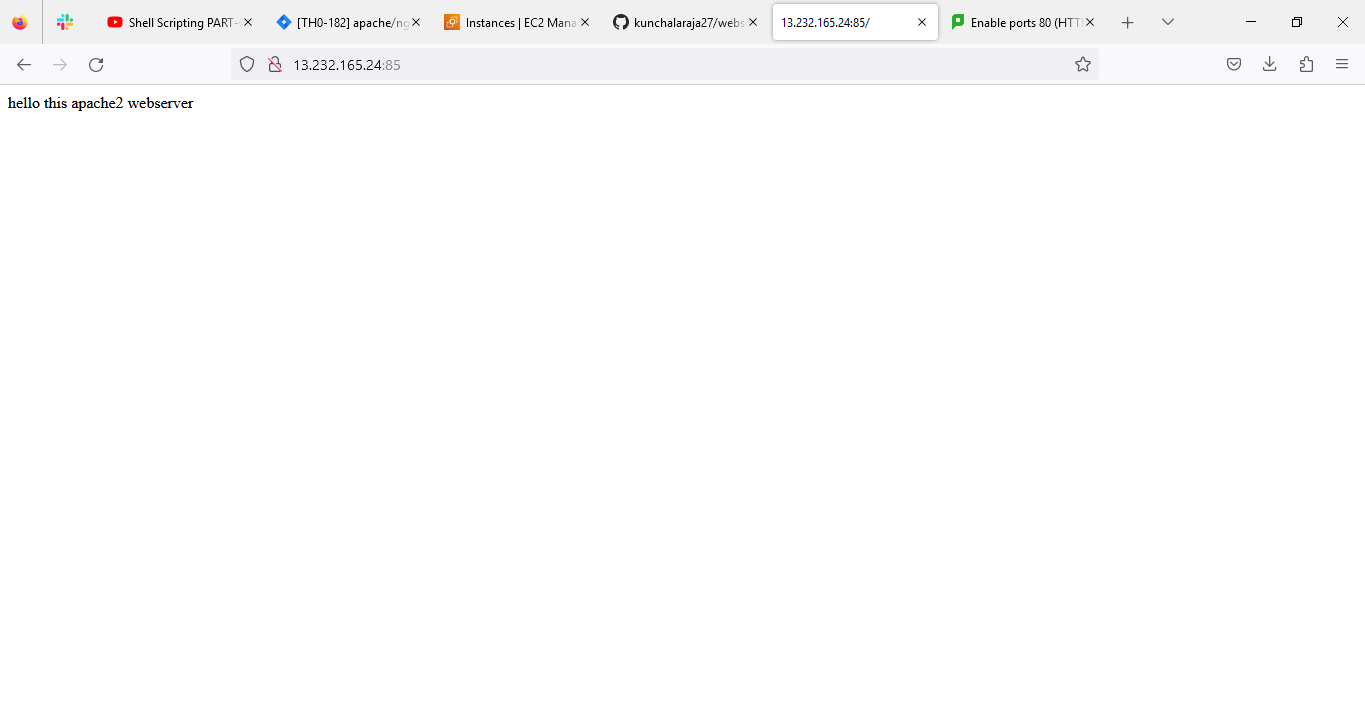 Shell Scripting PART-
[TH0-182] apache/ng
Instances | EC2 Mana
kunchalaraja27/webs
13.232.165.24:85/
Enable ports 80 (HTT
13.232.165.24:85
hello this apache2 webserver